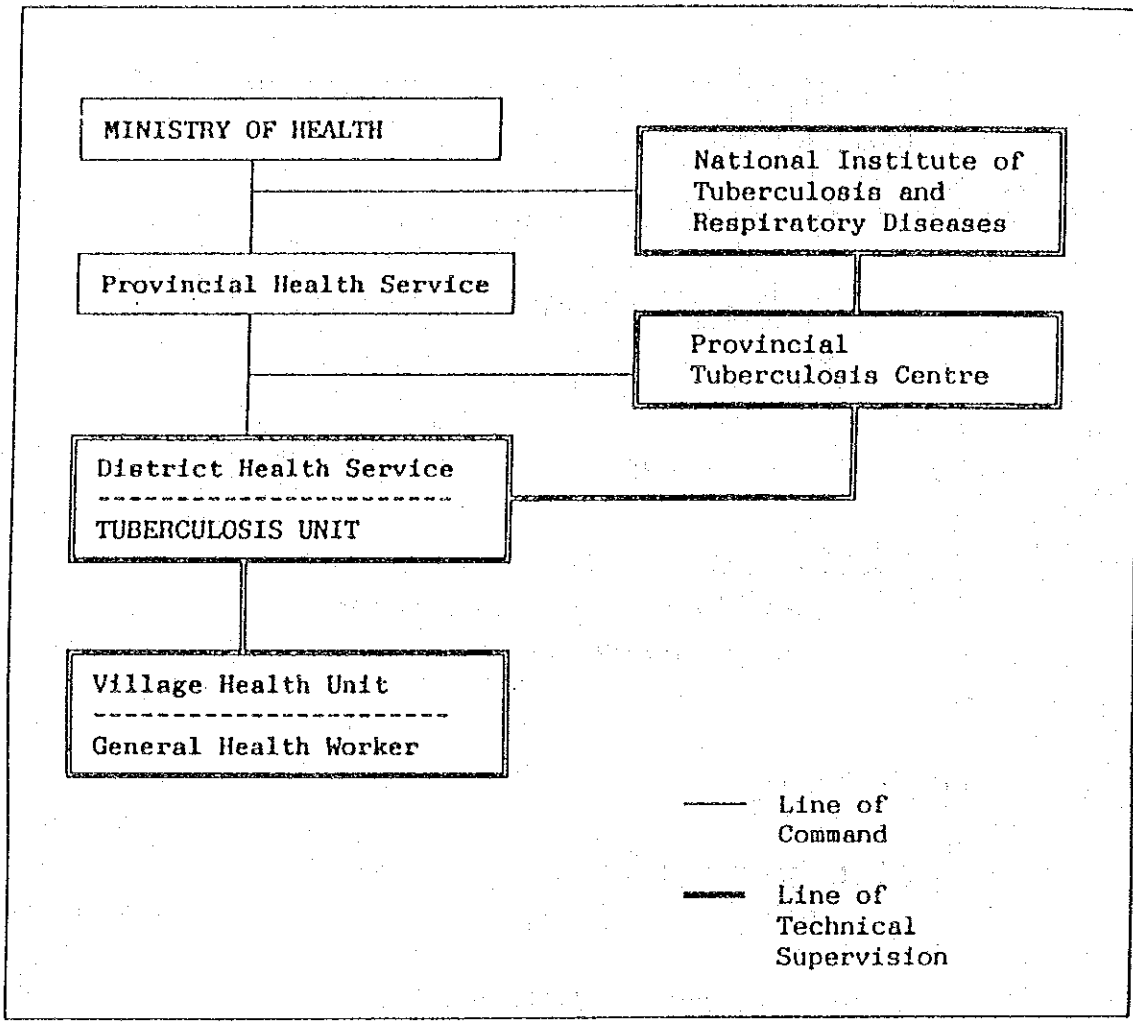 MINISTRY OF HEALTH
National Institute of
Tuberculosis and
Respiratory Diseases
Provincial Health Service
Provincial
Tuberculosis Centre
District Health Service
TUBERCULOSIS UNIT
Village Health Unit
General Health Worker
Line of
Command
Line of
Technical
Supervision